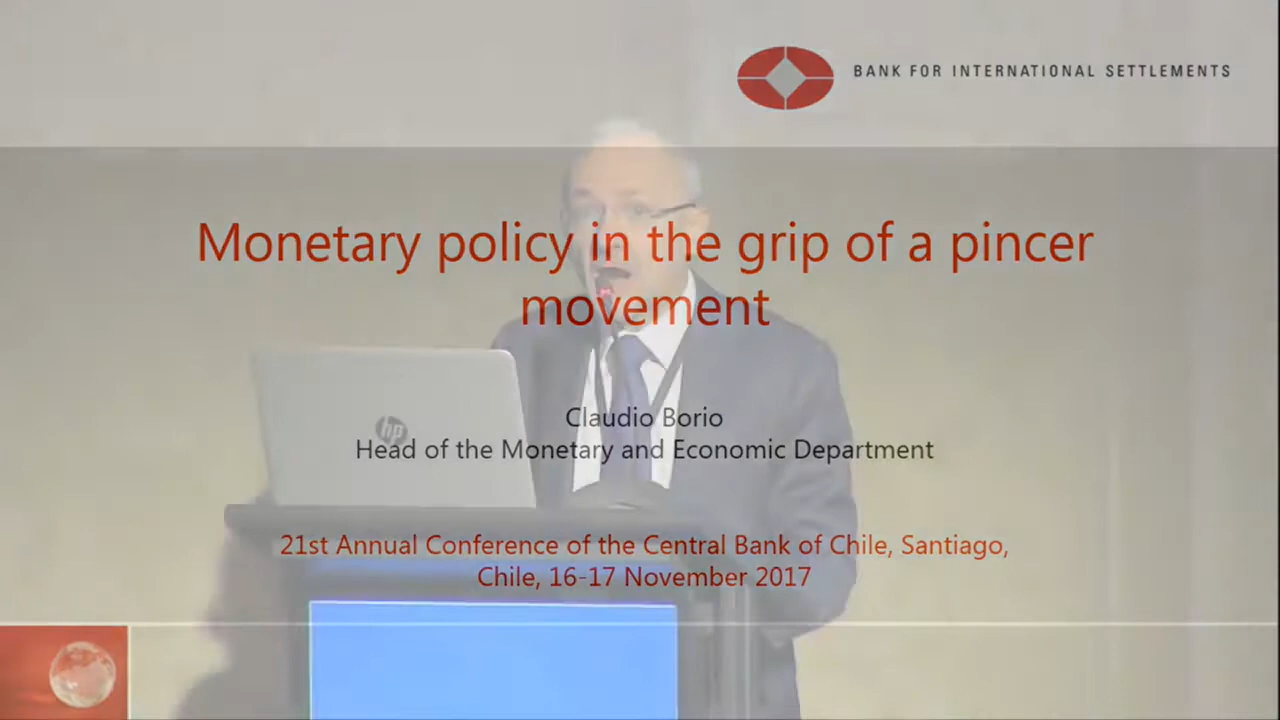 BANK FOR INTERNATIONAL SETTLEMENTS
Monetary policy in the grip of a pincer
movement
hp
Claudio Borio
Head of the Monetary and Economic Department
21st Annual Conference of the Central Bank of Chile, Santiago,
Chile, 16-17 November 2017